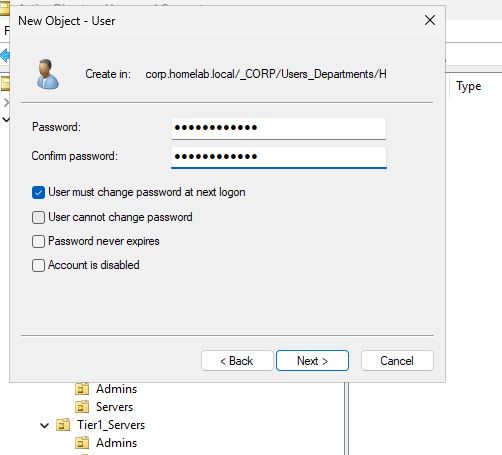 New Object - User
Create in: corp.homelab.local/_CORP/Users_Departments/H
Type
Password: ●●●●●●●●●●●●
Confirm password: ●●●●●●●●●●●●
User must change password at next logon
User cannot change password
Password never expires
Account is disabled
< Back Next > Cancel
Admins
Servers
Tier1_Servers
Admins